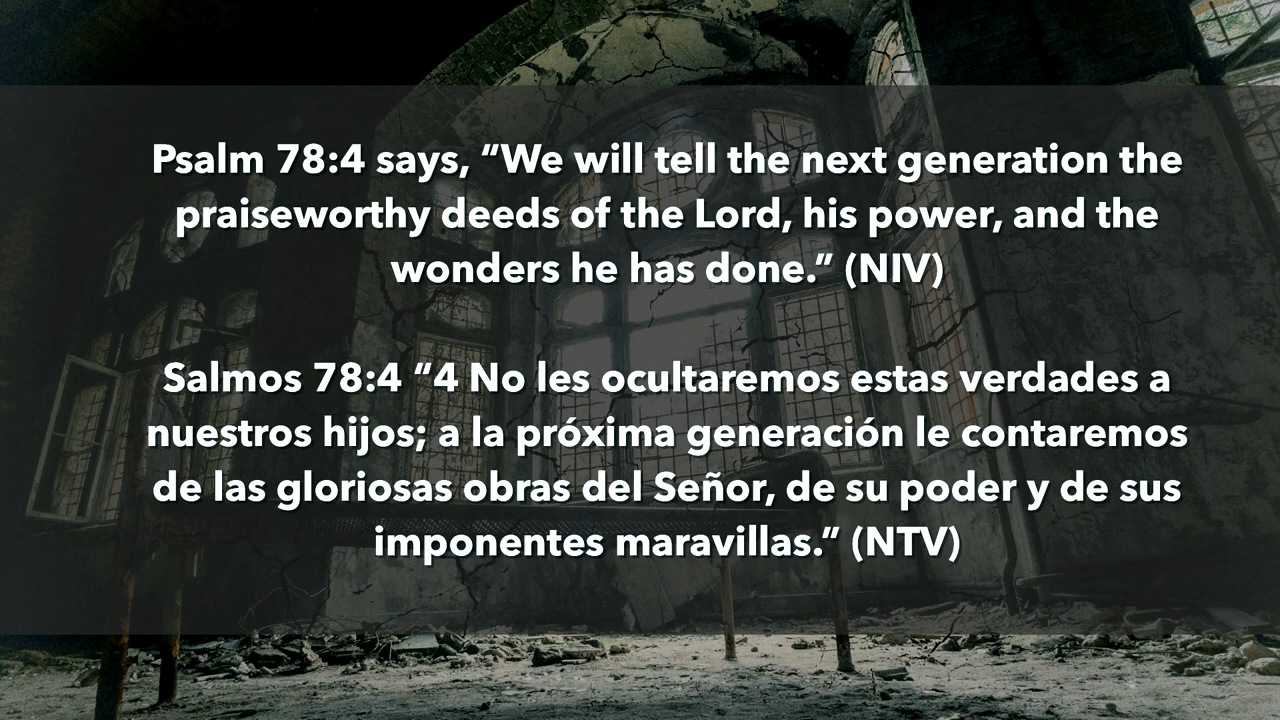 Psalm 78:4 says, “We will tell the next generation the
praiseworthy deeds of the Lord, his power, and the
wonders he has done.” (NIV)
Salmos 78:4 “4 No les ocultaremos estas verdades a
nuestros hijos; a la próxima generación le contaremos
de las gloriosas obras del Señor, de su poder y de sus
imponentes maravillas.” (NTV)